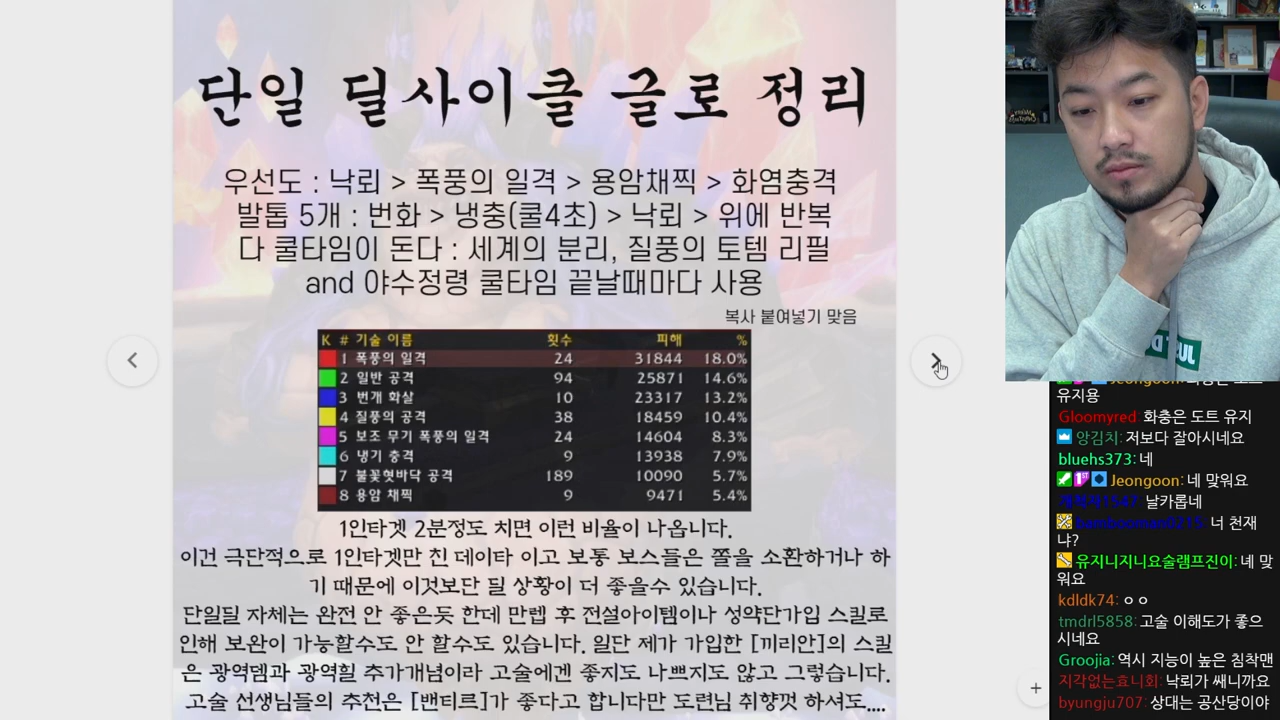 단일 딜사이클 글로 정리
우선도 : 낙뢰 > 폭풍의 일격 > 용암채찍 > 화염충격
발톱 5개 : 번화 > 냉충(쿨4초) > 낙뢰 > 위에 반복
다 쿨타임이 돈다 : 세계의 분리, 질풍의 토템 리필
and 야수정령 쿨타임 끝날때마다 사용
복사 붙여넣기 맞음
K # 기술 이름 횟수 피해 %
1 폭풍의 일격 24 31844 18.0%
2 일반 공격 94 25871 14.6%
3 번개 화살 10 23317 13.2%
4 질풍의 공격 38 18459 10.4%
5 보조 무기 폭풍의 일격 24 14604 8.3%
6 냉기 충격 9 13938 7.9%
7 불꽃혓바닥 공격 189 10090 5.7%
8 용암 채찍 9 9471 5.4%
1인타겟 2분정도 치면 이런 비율이 나옵니다.
이건 극단적으로 1인타겟만 친 데이타 이고 보통 보스들은 쫄을 소환하거나 하
기 때문에 이것보단 딜 상황이 더 좋을수 있습니다.
단일딜 자체는 완전 안 좋은듯 한데 만렙 후 전설아이템이나 성약단가입 스킬로
인해 보완이 가능할수도 안 할수도 있습니다. 일단 제가 가입한 [끼리안]의 스킬
은 광역뎀과 광역힐 추가개념이라 고술에겐 좋지도 나쁘지도 않고 그렇습니다.
고술 선생님들의 추천은 [밴티르]가 좋다고 합니다만 도련님 취향껏 하셔도....
Jeongoon:
유지용
Gloomyred: 화충은 도트 유지
앙김치: 저보다 잘아시네요
bluehs373: 네
Jeongoon: 네 맞워요
날카롭네
bambooman0215: 너 천재
냐?
유지니지니요술램프진이: 네 맞
워요
kdldk74: ㅇㅇ
tmdrl5858: 고술 이해도가 좋으
시네요
Groojia: 역시 지능이 높은 침착맨
지각없는효니회: 낙뢰가 쎄니까요
byungju707: 상대는 공산당이야